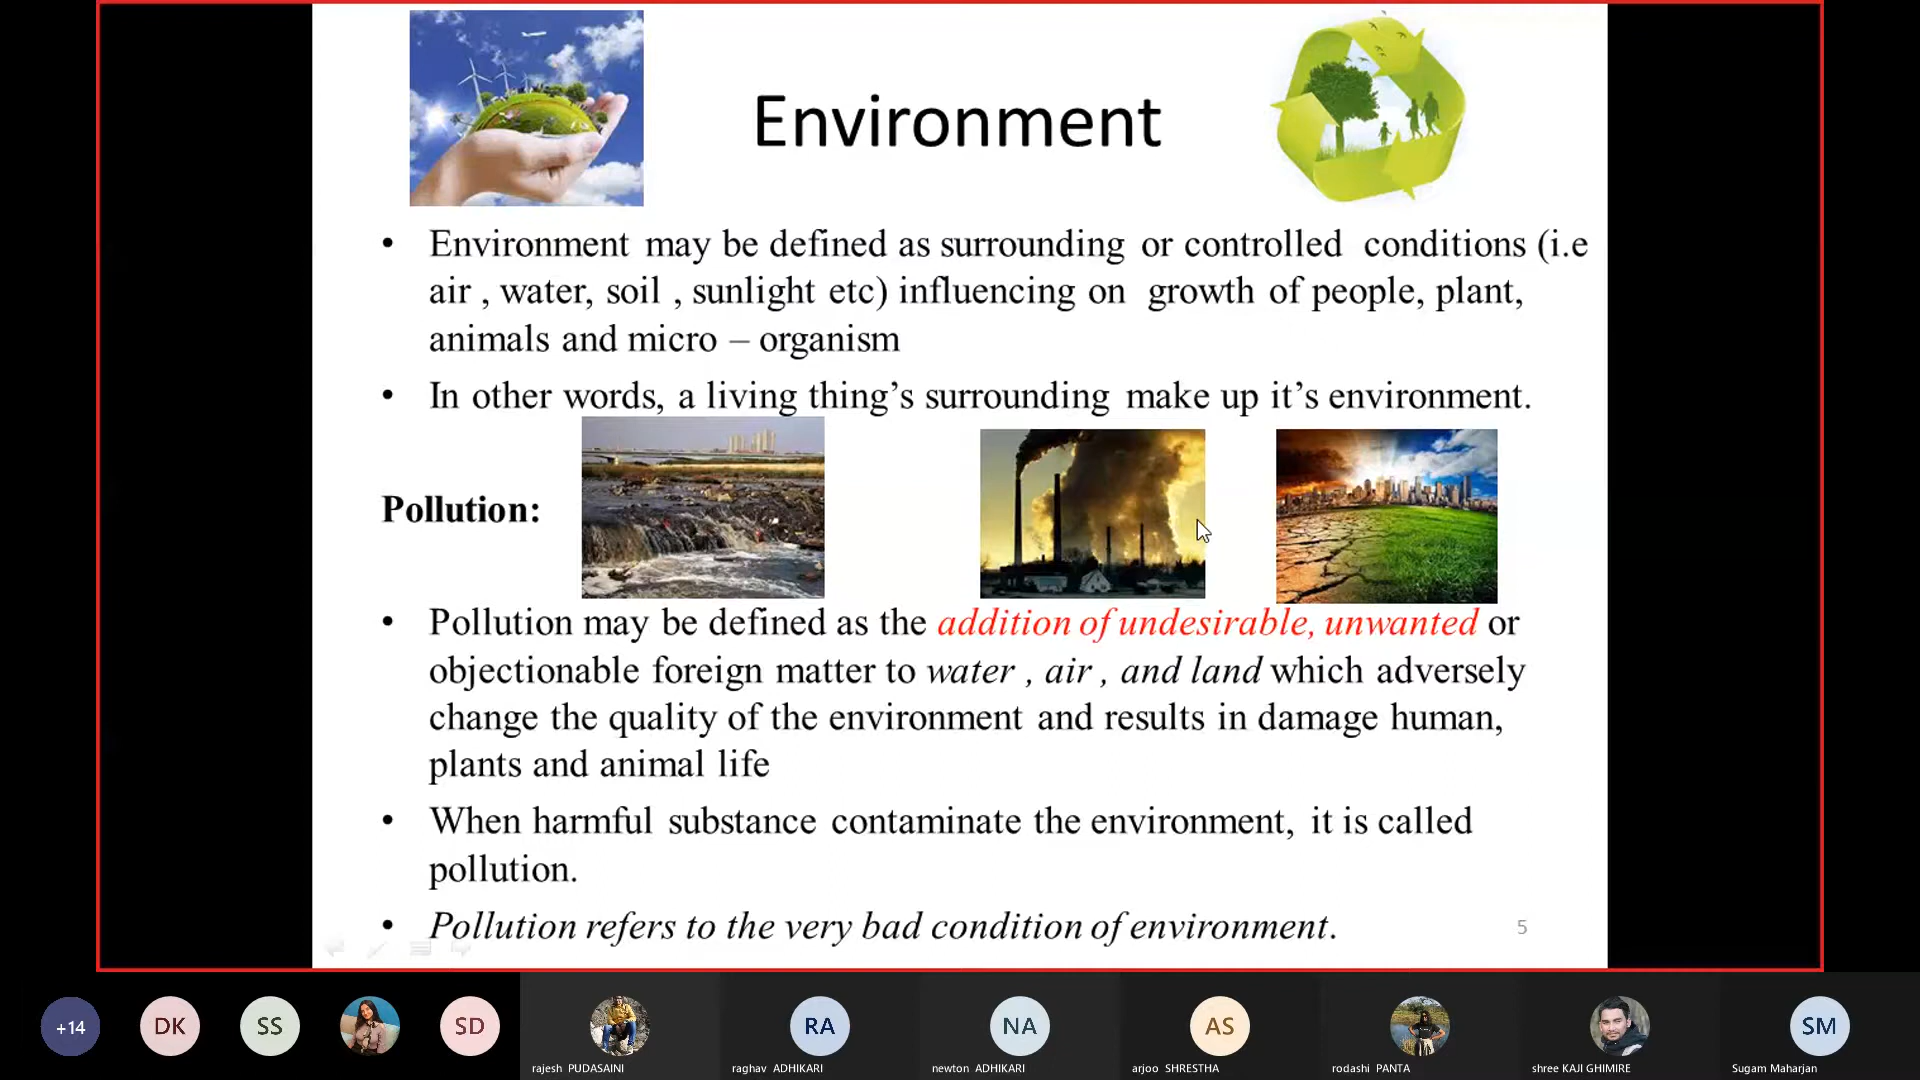 Environment
• Environment may be defined as surrounding or controlled conditions (i.e
air , water, soil , sunlight etc) influencing on growth of people, plant,
animals and micro – organism
• In other words, a living thing’s surrounding make up it’s environment.
Pollution:
• Pollution may be defined as the addition of undesirable, unwanted or
objectionable foreign matter to water , air , and land which adversely
change the quality of the environment and results in damage human,
plants and animal life
• When harmful substance contaminate the environment, it is called
pollution.
• Pollution refers to the very bad condition of environment.
5
+14
DK
SS
SD
RA
NA
AS
SM
rajesh PUDASAINI
raghav ADHIKARI
newton ADHIKARI
arjoo SHRESTHA
rodashi PANTA
shree KAJI GHIMIRE
Sugam Maharjan